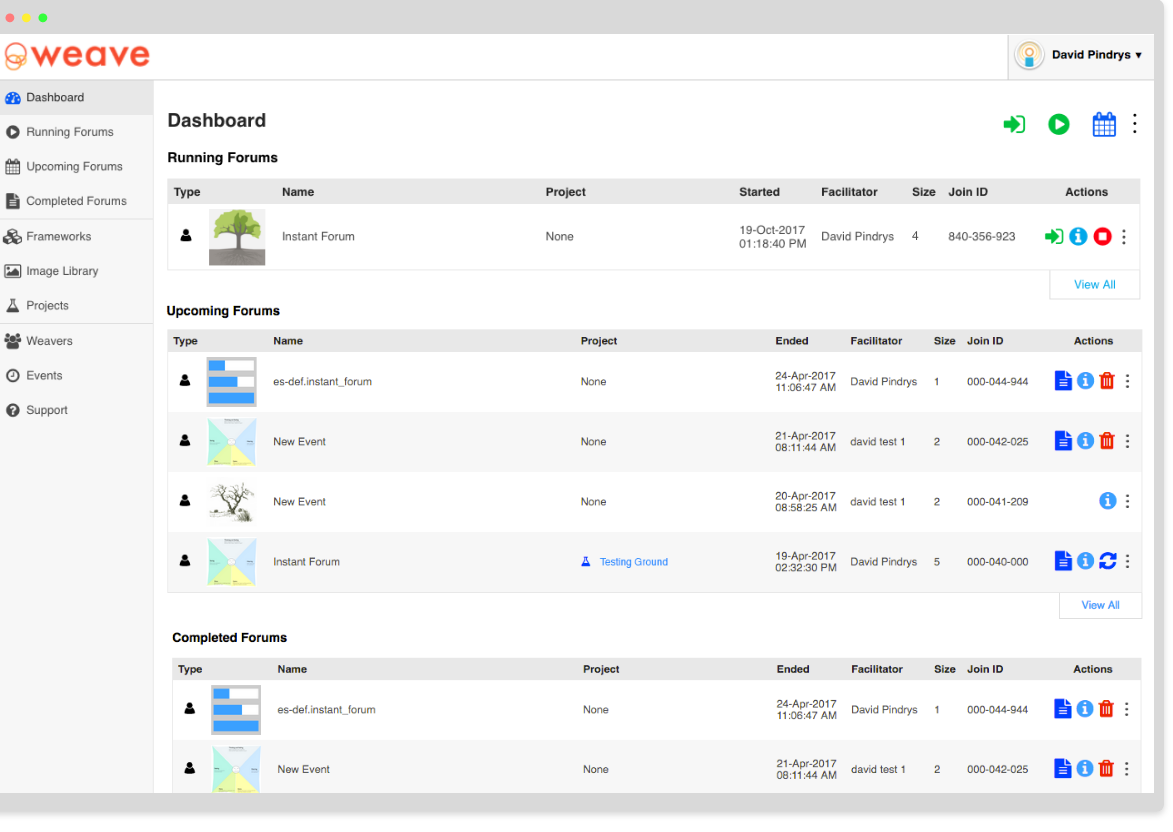 weave
David Pindrys ▾
Dashboard
Running Forums
Upcoming Forums
Completed Forums
Frameworks
Image Library
Projects
Weavers
Events
Support
Dashboard
Running Forums
Type Name Project Started Facilitator Size Join ID Actions
Instant Forum None 19-Oct-2017 David Pindrys 4 840-356-923
01:18:40 PM
View All
Upcoming Forums
Type Name Project Ended Facilitator Size Join ID Actions
es-def.instant_forum None 24-Apr-2017 David Pindrys 1 000-044-944
11:06:47 AM
New Event None 21-Apr-2017 david test 1 2 000-042-025
08:11:44 AM
New Event None 20-Apr-2017 david test 1 2 000-041-209
08:58:25 AM
Instant Forum Testing Ground 19-Apr-2017 David Pindrys 5 000-040-000
02:32:30 PM
View All
Completed Forums
Type Name Project Ended Facilitator Size Join ID Actions
es-def.instant_forum None 24-Apr-2017 David Pindrys 1 000-044-944
11:06:47 AM
New Event None 21-Apr-2017 david test 1 2 000-042-025
08:11:44 AM